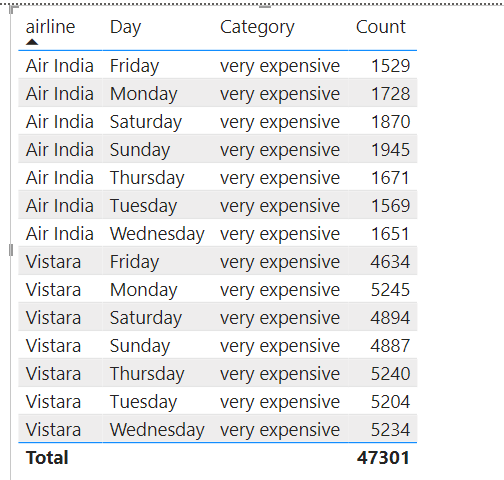 airline Day Category Count
Air India Friday very expensive 1529
Air India Monday very expensive 1728
Air India Saturday very expensive 1870
Air India Sunday very expensive 1945
Air India Thursday very expensive 1671
Air India Tuesday very expensive 1569
Air India Wednesday very expensive 1651
Vistara Friday very expensive 4634
Vistara Monday very expensive 5245
Vistara Saturday very expensive 4894
Vistara Sunday very expensive 4887
Vistara Thursday very expensive 5240
Vistara Tuesday very expensive 5204
Vistara Wednesday very expensive 5234
Total 47301